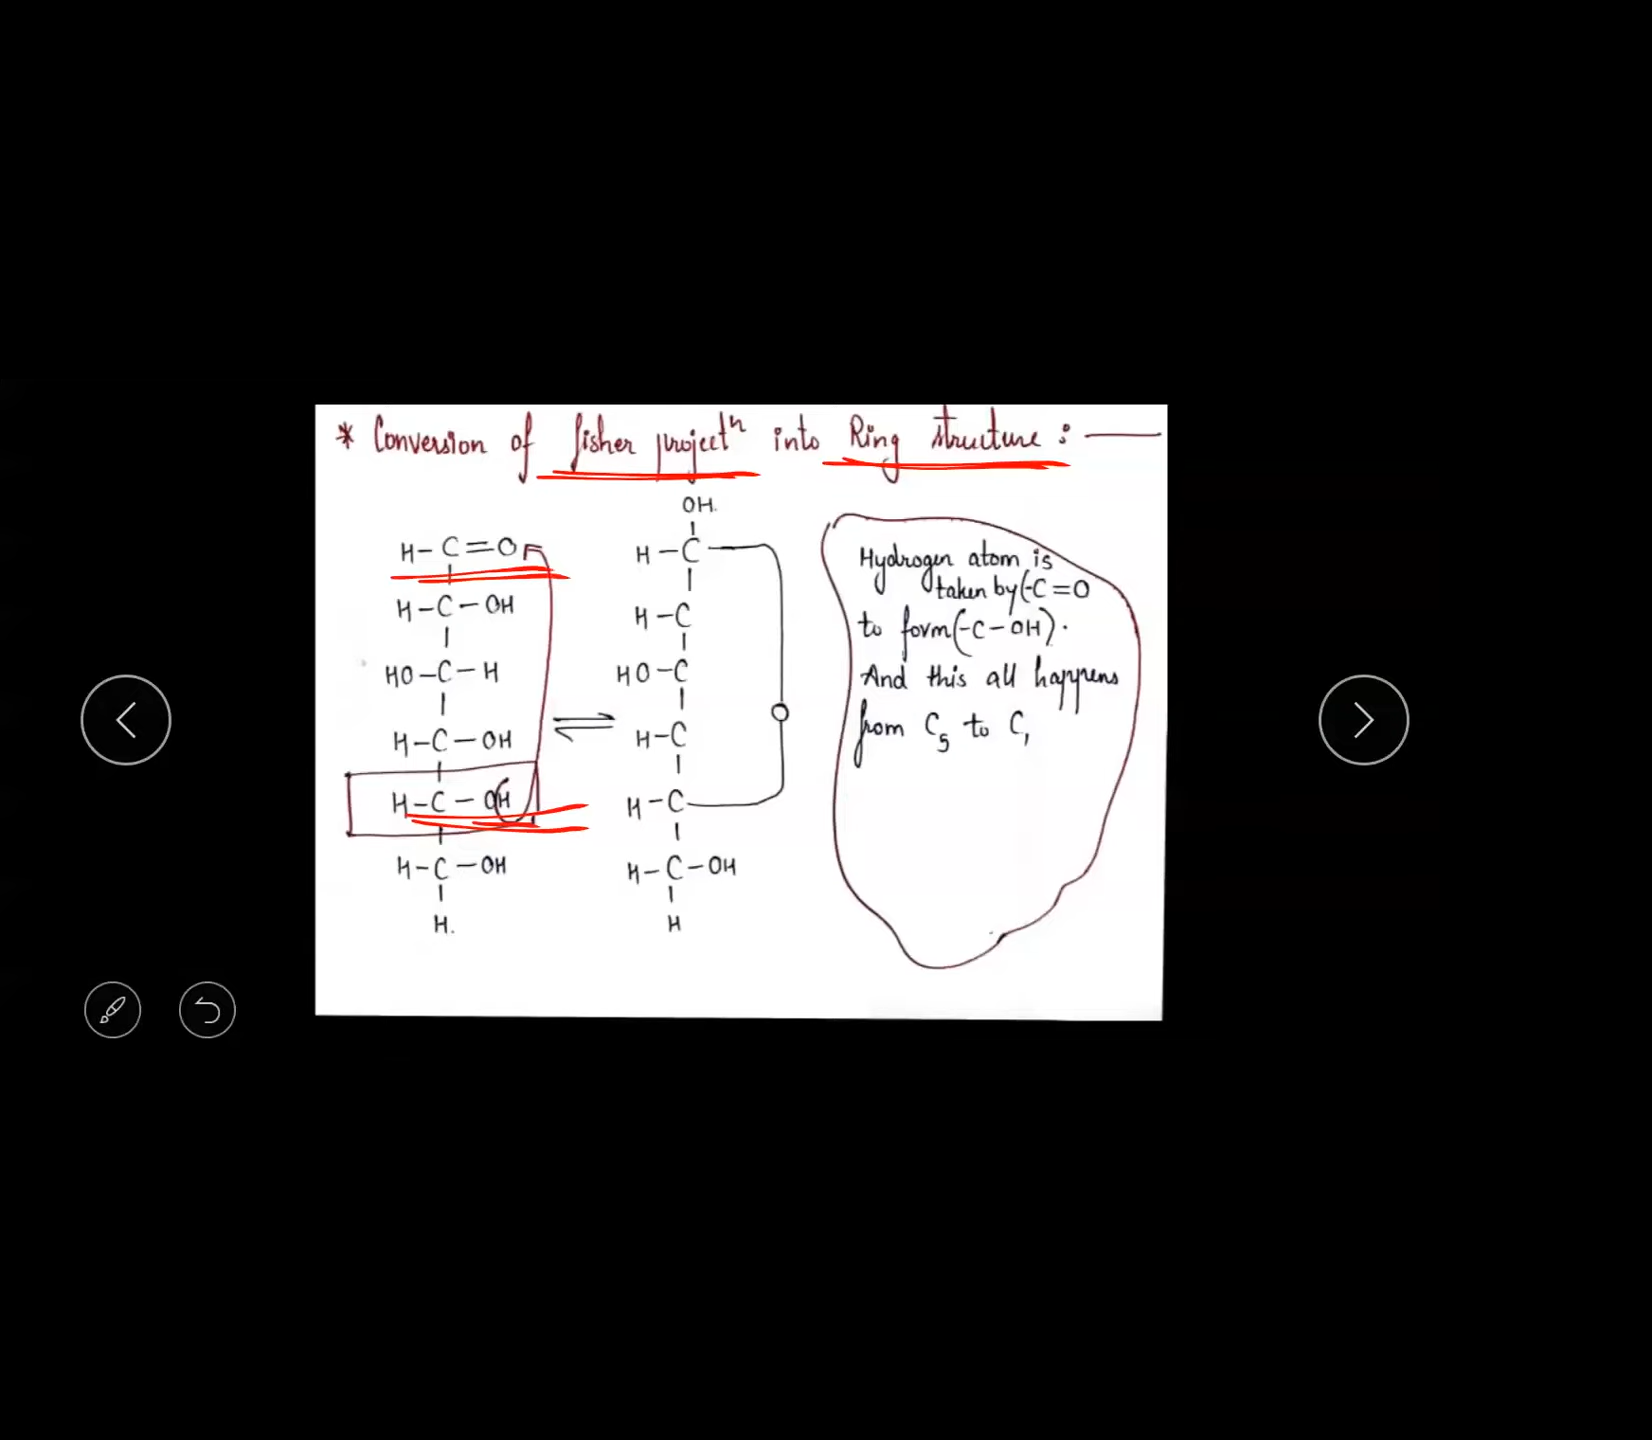 * Conversion of fisher projectⁿ into Ring structure : —
H-C=O
H-C-OH
HO-C-H
H-C-OH
H-C-OH
H-C-OH
H.
OH.
H-C
H-C
HO-C
H-C
H-C
H-C-OH
H
O
Hydrogen atom is
taken by (-C=O
to form (-C-OH).
And this all happens
from C₅ to C₁